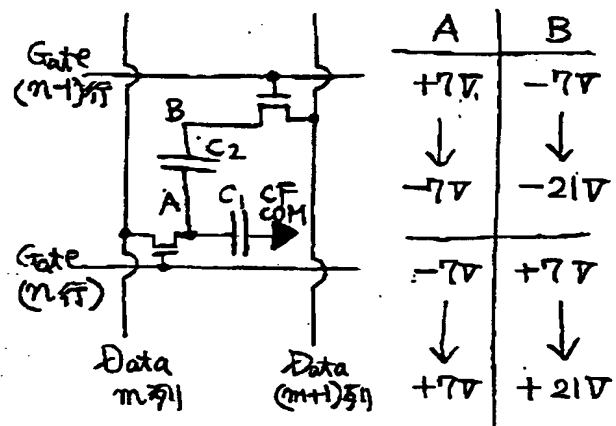 Gate
(n-1)行
B
C2
A
C1
CF
COM
Gate
(n行)
Data
m列
Data
(m+1)列
A B
+7V -7V
↓ ↓
-7V -21V
-7V +7V
↓ ↓
+7V +21V